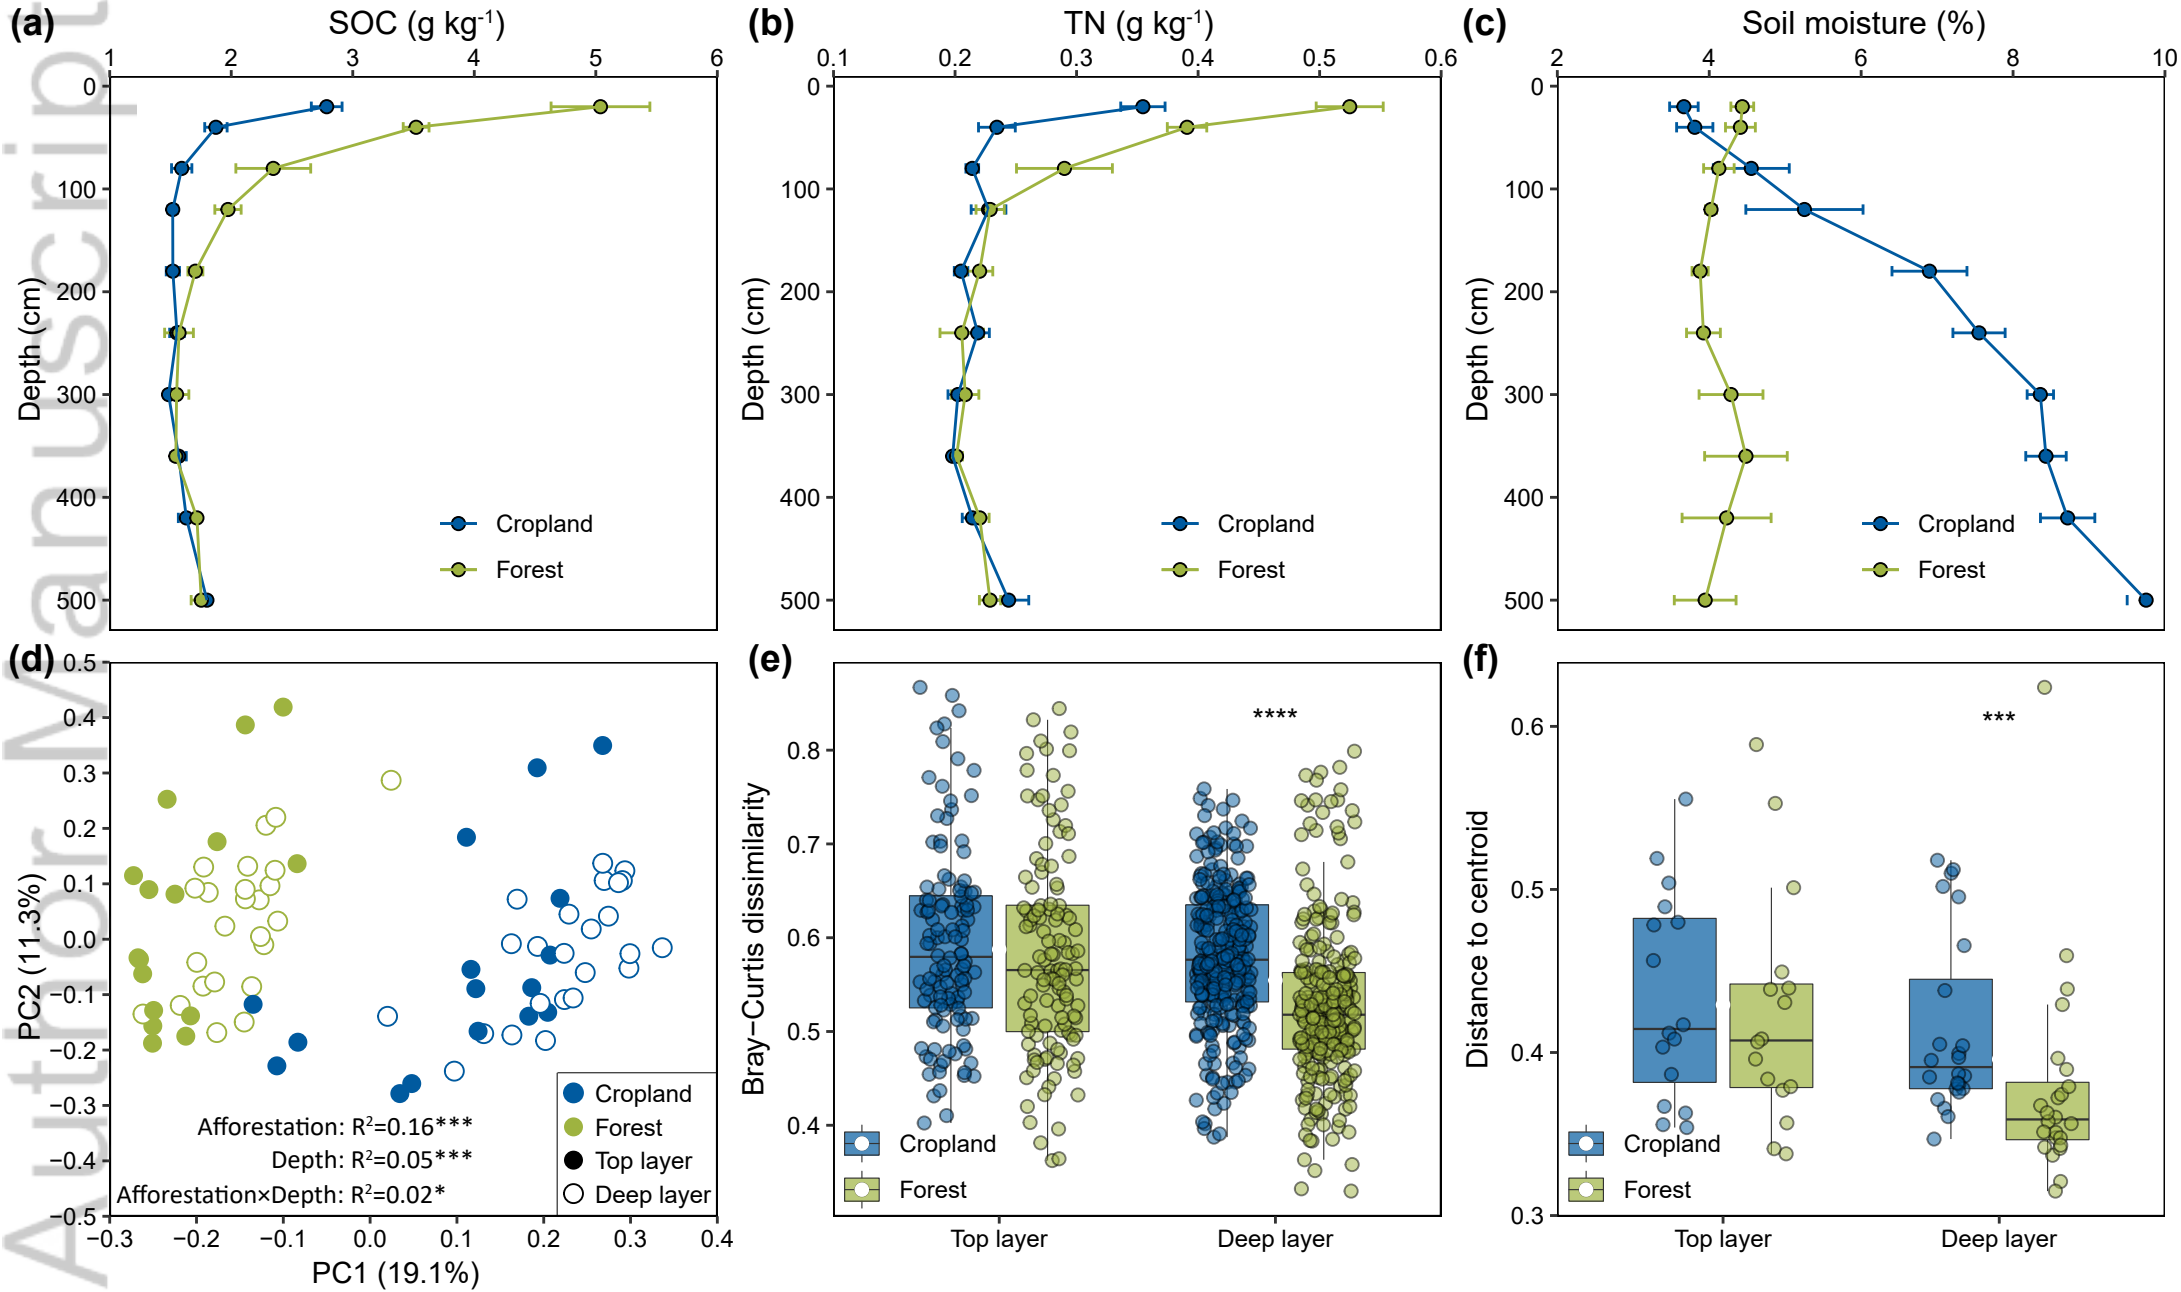 Author Manuscript
(a)
SOC (g kg⁻¹)
1 2 3 4 5 6
Depth (cm)
0
100
200
300
400
500
Cropland
Forest
(b)
TN (g kg⁻¹)
0.1 0.2 0.3 0.4 0.5 0.6
Depth (cm)
0
100
200
300
400
500
Cropland
Forest
(c)
Soil moisture (%)
2 4 6 8 10
Depth (cm)
0
100
200
300
400
500
Cropland
Forest
(d)
PC2 (11.3%)
0.5
0.4
0.3
0.2
0.1
0.0
−0.1
−0.2
−0.3
−0.4
−0.5
Afforestation: R²=0.16***
Depth: R²=0.05***
Afforestation×Depth: R²=0.02*
Cropland
Forest
Top layer
Deep layer
−0.3 −0.2 −0.1 0.0 0.1 0.2 0.3 0.4
PC1 (19.1%)
(e)
Bray−Curtis dissimilarity
0.8
0.7
0.6
0.5
0.4
****
Cropland
Forest
Top layer Deep layer
(f)
Distance to centroid
0.6
0.5
0.4
0.3
***
Cropland
Forest
Top layer Deep layer